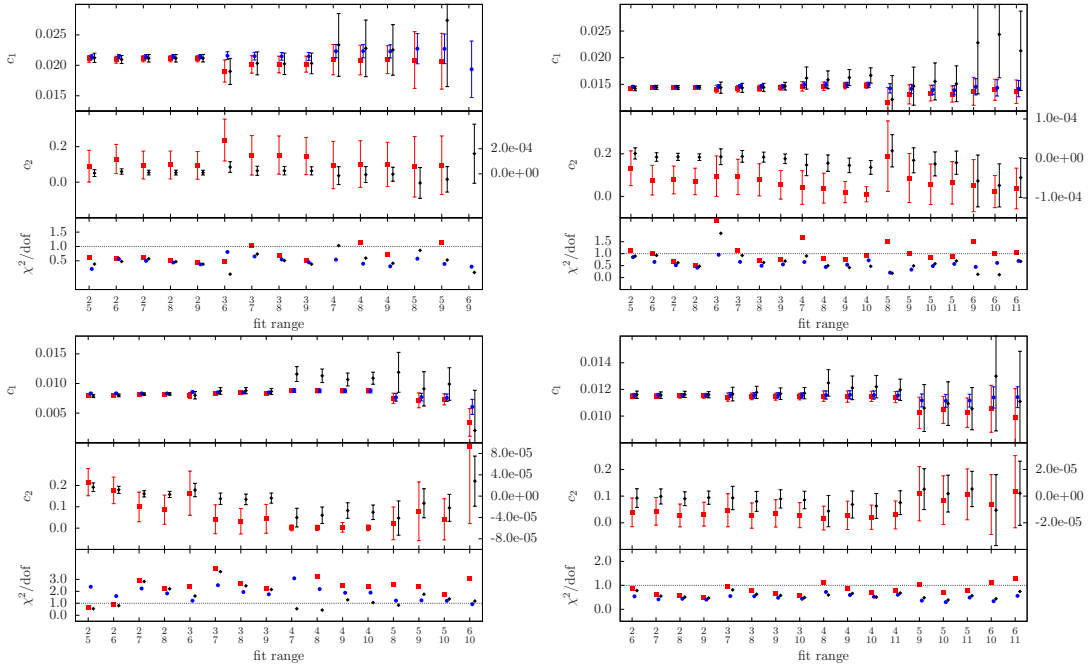 c₁
0.030
0.025
0.020
0.015
c₂
0.2
0.0
2.0e-04
0.0e+00
χ²/dof
1.0
0.5
2 2 2 2 2 3 3 3 3 4 4 4 5 5 6
5 6 7 8 9 6 7 8 9 7 8 9 8 9 9
fit range
c₁
0.030
0.025
0.020
0.015
c₂
0.2
0.0
1.0e-04
0.0e+00
-1.0e-04
χ²/dof
1.5
1.0
0.5
0.0
2 2 2 2 3 3 3 3 4 4 4 4 5 5 5 5 6 6 6
5 6 7 8 6 7 8 9 7 8 9 10 8 9 10 11 9 10 11
fit range
c₁
0.010
0.005
c₂
0.2
0.1
0.0
8.0e-05
4.0e-05
0.0e+00
-4.0e-05
-8.0e-05
χ²/dof
3.0
2.0
1.0
0.0
2 2 2 2 3 3 3 3 4 4 4 4 5 5 5 6
5 6 7 8 6 7 8 9 7 8 9 10 8 9 10 10
fit range
c₁
0.014
0.012
0.010
c₂
0.2
0.1
0.0
2.0e-05
0.0e+00
-2.0e-05
χ²/dof
2.0
1.0
0.0
2 2 2 2 3 3 3 3 4 4 4 4 5 5 5 6 6
6 7 8 9 7 8 9 10 8 9 10 11 9 10 11 10 11
fit range